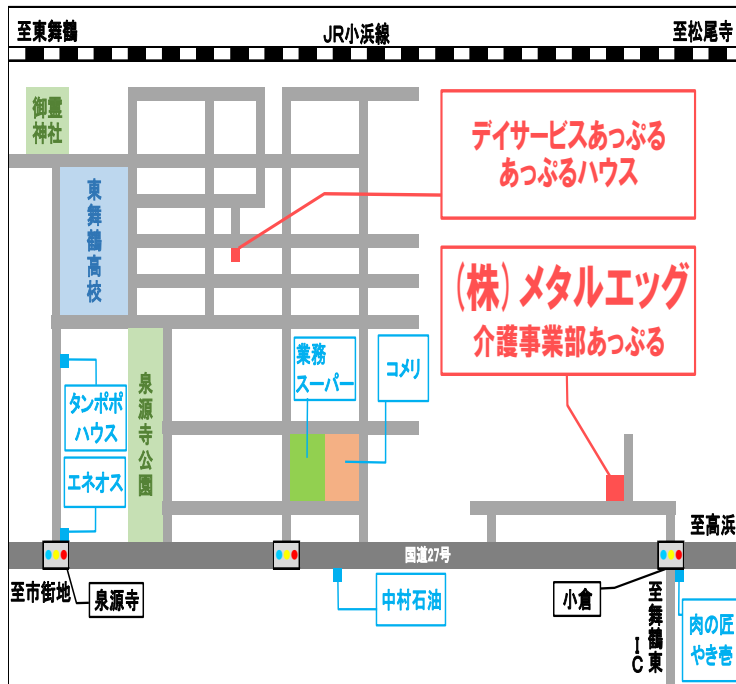 至東舞鶴
JR小浜線
至松尾寺
御霊
神社
デイサービスあっぷる
あっぷるハウス
東舞鶴高校
(株)メタルエッグ
介護事業部あっぷる
業務
スーパー
コメリ
タンポポ
ハウス
泉源寺公園
エネオス
至高浜
国道27号
至市街地
泉源寺
中村石油
小倉
至舞鶴東
IC
肉の匠
やき壱